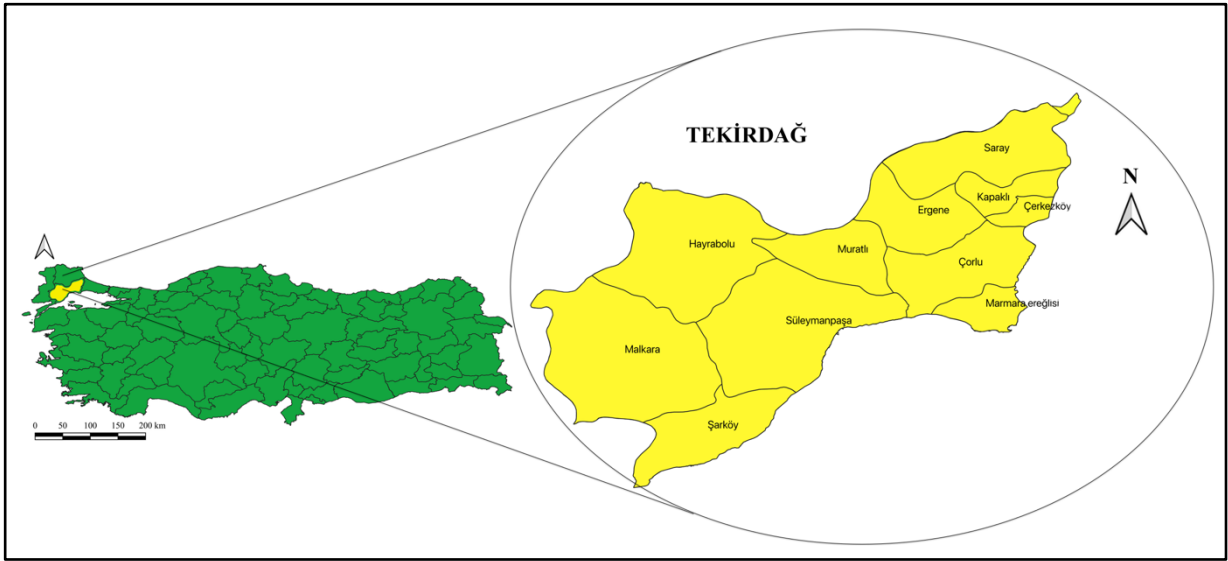 TEKİRDAĞ
N
Saray
Kapaklı
Çerkezköy
Ergene
Hayrabolu
Muratlı
Çorlu
Marmara ereğlisi
Süleymanpaşa
Malkara
Şarköy
0 50 100 150 200 km